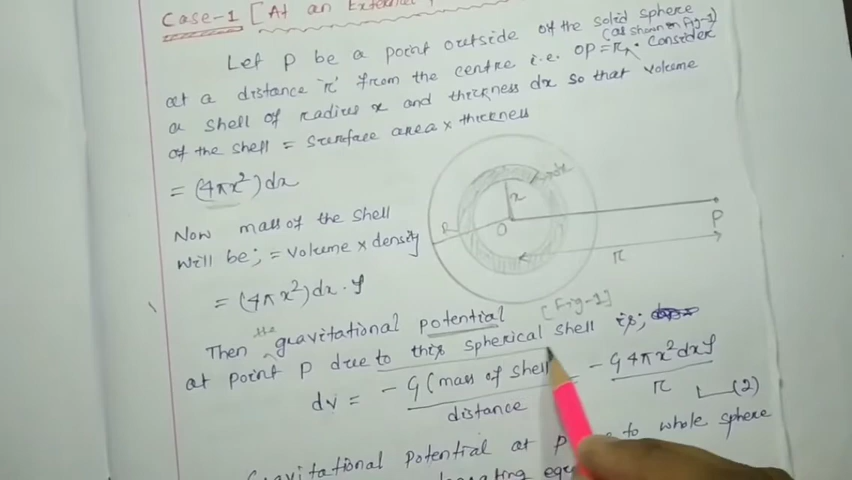 Case-1 [At an External
Let P be a point outside of the solid sphere
(as shown in Fig-1)
at a distance 'r' from the centre i.e. OP = r. Consider
a shell of radius x and thickness dx so that volume
of the shell = surface area × thickness
= (4πx²)dx
Now mass of the shell
will be; = volume × density
= (4πx²)dx.ρ
dx
x
R
O
P
r
[Fig-1]
Then the gravitational potential
at point P due to this spherical shell is;
dv = - G (mass of shell / distance = - G 4πx²dxρ / r (2)
Gravitational Potential at P to whole sphere